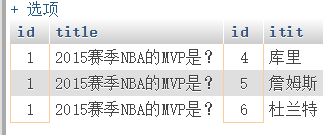 + 选项
id title id itit
1 2015赛季NBA的MVP是？ 4 库里
1 2015赛季NBA的MVP是？ 5 詹姆斯
1 2015赛季NBA的MVP是？ 6 杜兰特